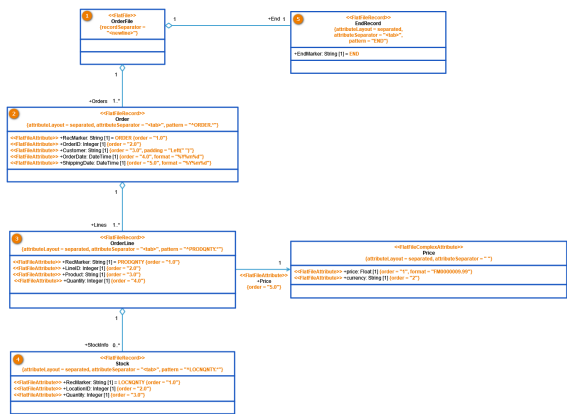 1
<<FlatFile>>
OrderFile
{recordSeparator =
"<newline>"}
1
+End 1
5
<<FlatFileRecord>>
EndRecord
{attributeLayout = separated,
attributeSeparator = "<tab>",
pattern = "END"}
+EndMarker: String [1] = END
1
+Orders 1..*
2
<<FlatFileRecord>>
Order
{attributeLayout = separated, attributeSeparator = "<tab>", pattern = "^ORDER.*"}
<<FlatFileAttribute>> +RecMarker: String [1] = ORDER {order = "1.0"}
<<FlatFileAttribute>> +OrderID: Integer [1] {order = "2.0"}
<<FlatFileAttribute>> +Customer: String [1] {order = "3.0", padding = "Left(" ")"}
<<FlatFileAttribute>> +OrderDate: DateTime [1] {order = "4.0", format = "%Y%m%d"}
<<FlatFileAttribute>> +ShippingDate: DateTime [1] {order = "5.0", format = "%Y%m%d"}
1
+Lines 1..*
3
<<FlatFileRecord>>
OrderLine
{attributeLayout = separated, attributeSeparator = "<tab>", pattern = "^PRODQNTY.*"}
<<FlatFileAttribute>> +RecMarker: String [1] = PRODQNTY {order = "1.0"}
<<FlatFileAttribute>> +LineID: Integer [1] {order = "2.0"}
<<FlatFileAttribute>> +Product: String [1] {order = "3.0"}
<<FlatFileAttribute>> +Quantity: Integer [1] {order = "4.0"}
1
<<FlatFileAttribute>>
+Price
{order = "5.0"}
<<FlatFileComplexAttribute>>
Price
{attributeLayout = separated, attributeSeparator = " "}
<<FlatFileAttribute>> +price: Float [1] {order = "1", format = "FM0000009.99"}
<<FlatFileAttribute>> +currency: String [1] {order = "2"}
1
+StockInfo 0..*
4
<<FlatFileRecord>>
Stock
{attributeLayout = separated, attributeSeparator = "<tab>", pattern = "^LOCNQNTY.*"}
<<FlatFileAttribute>> +RecMarker: String [1] = LOCNQNTY {order = "1.0"}
<<FlatFileAttribute>> +LocationID: Integer [1] {order = "2.0"}
<<FlatFileAttribute>> +Quantity: Integer [1] {order = "3.0"}